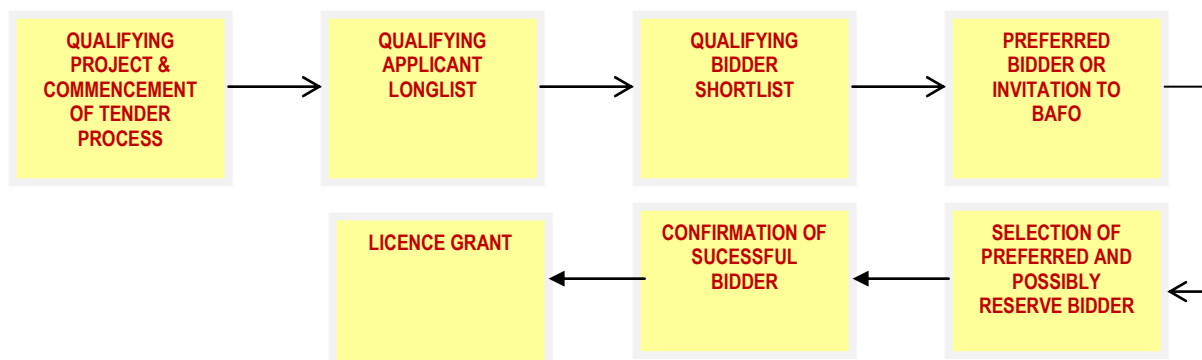 QUALIFYING
PROJECT &
COMMENCEMENT
OF TENDER
PROCESS
QUALIFYING
APPLICANT
LONGLIST
QUALIFYING
BIDDER
SHORTLIST
PREFERRED
BIDDER OR
INVITATION TO
BAFO
SELECTION OF
PREFERRED AND
POSSIBLY
RESERVE BIDDER
CONFIRMATION OF
SUCESSFUL
BIDDER
LICENCE GRANT